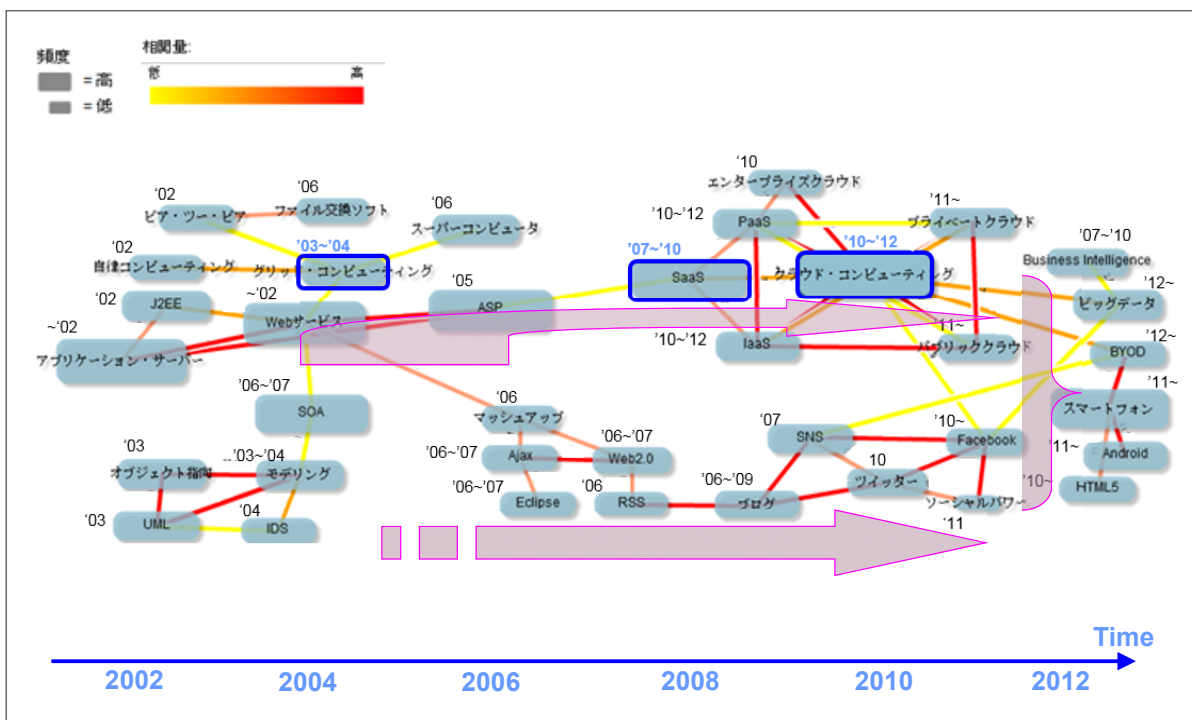 頻度
= 高
= 低
相関量:
低 高
‘02
ピア・ツー・ピア
‘06
ファイル交換ソフト
‘06
スーパーコンピュータ
‘02
自律コンピューティング
’03~‘04
グリッド・コンピューティング
‘02
J2EE
~‘02
Webサービス
‘05
ASP
~‘02
アプリケーション・サーバー
’06~‘07
SOA
‘03
オブジェクト指向
’03~‘04
モデリング
‘03
UML
‘04
IDS
‘06
マッシュアップ
’06~‘07
Ajax
’06~‘07
Web2.0
’06~‘07
Eclipse
‘06
RSS
’06~‘09
ブログ
‘07
SNS
10
ツイッター
’10~
Facebook
ソーシャルパワー
‘11
‘10
エンタープライズクラウド
’10~’12
PaaS
’11~
プライベートクラウド
’07~’10
SaaS
’10~’12
クラウド・コンピューティング
’10~’12
IaaS
’11~
パブリッククラウド
’07~’10
Business Intelligence
’12~
ビッグデータ
’12~
BYOD
’11~
スマートフォン
’11~
Android
’10~
HTML5
Time
2002 2004 2006 2008 2010 2012